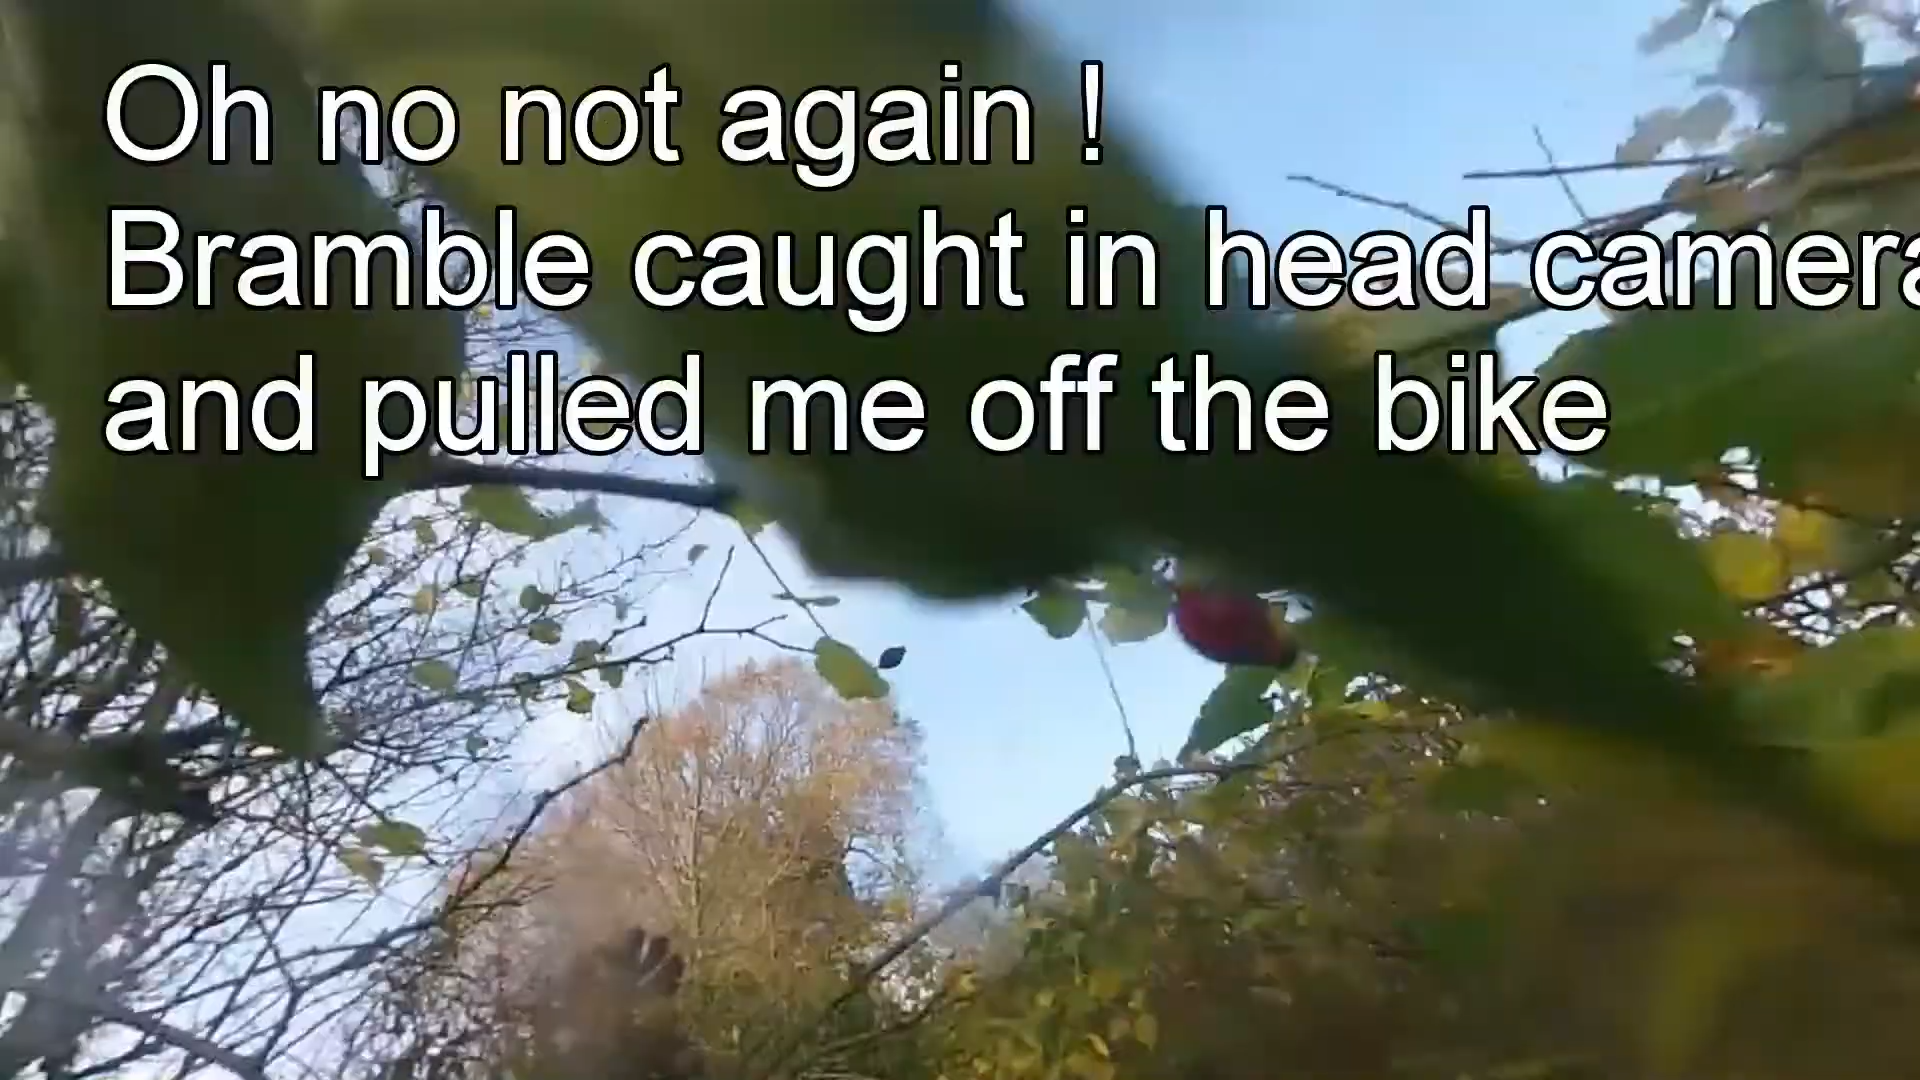 Oh no not again !
Bramble caught in head camera
and pulled me off the bike